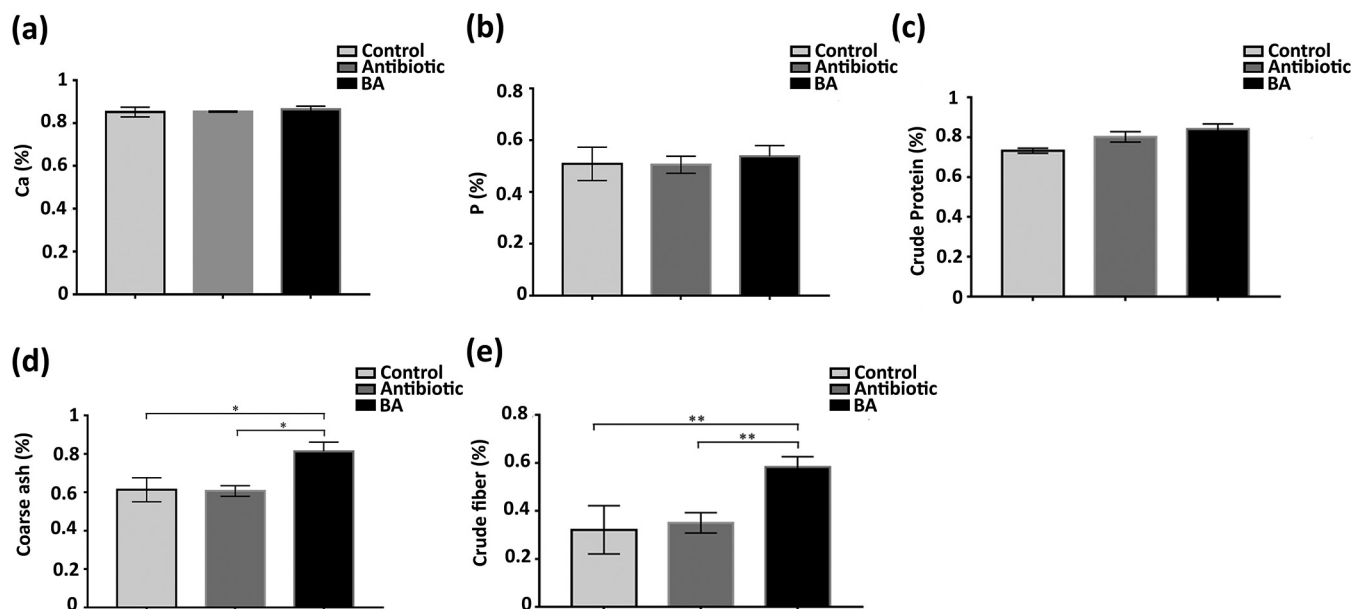 (a)
Control
Antibiotic
BA
1
0.8
0.6
0.4
0.2
0
Ca (%)
(b)
Control
Antibiotic
BA
1
0.6
0.4
0.2
0
P (%)
(c)
Control
Antibiotic
BA
1
0.8
0.6
0.4
0.2
0
Crude Protein (%)
(d)
Control
Antibiotic
BA
*
*
1
0.8
0.6
0.4
0.2
0
Coarse ash (%)
(e)
Control
Antibiotic
BA
**
**
0.8
0.6
0.4
0.2
0
Crude fiber (%)